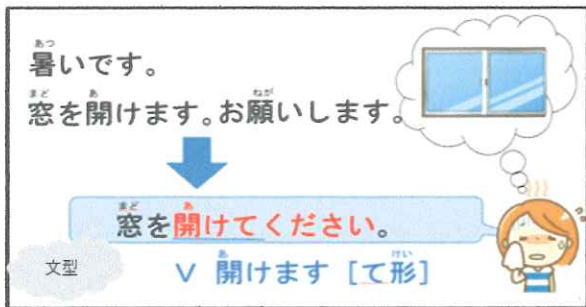 暑いです。
窓を開けます。お願いします。
窓を開けてください。
文型
V 開けます [て形]